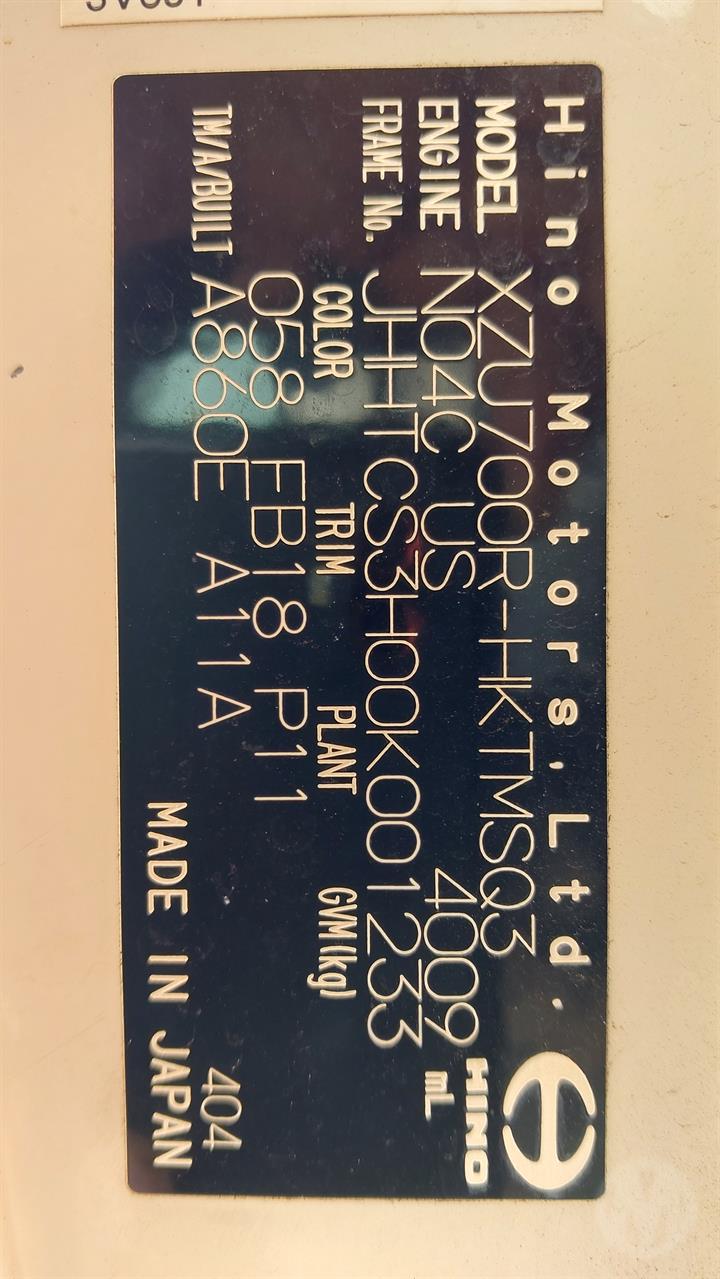 Hino Motors, Ltd.
MODEL XZU700R-HKTMSQ3 HINO
ENGINE N04C US 4009 mL
FRAME No. JHHTCS3H00K001233
COLOR TRIM PLANT GVM(kg)
058 FB18 P11
TM/A/BUILT A860E A11A 404
MADE IN JAPAN